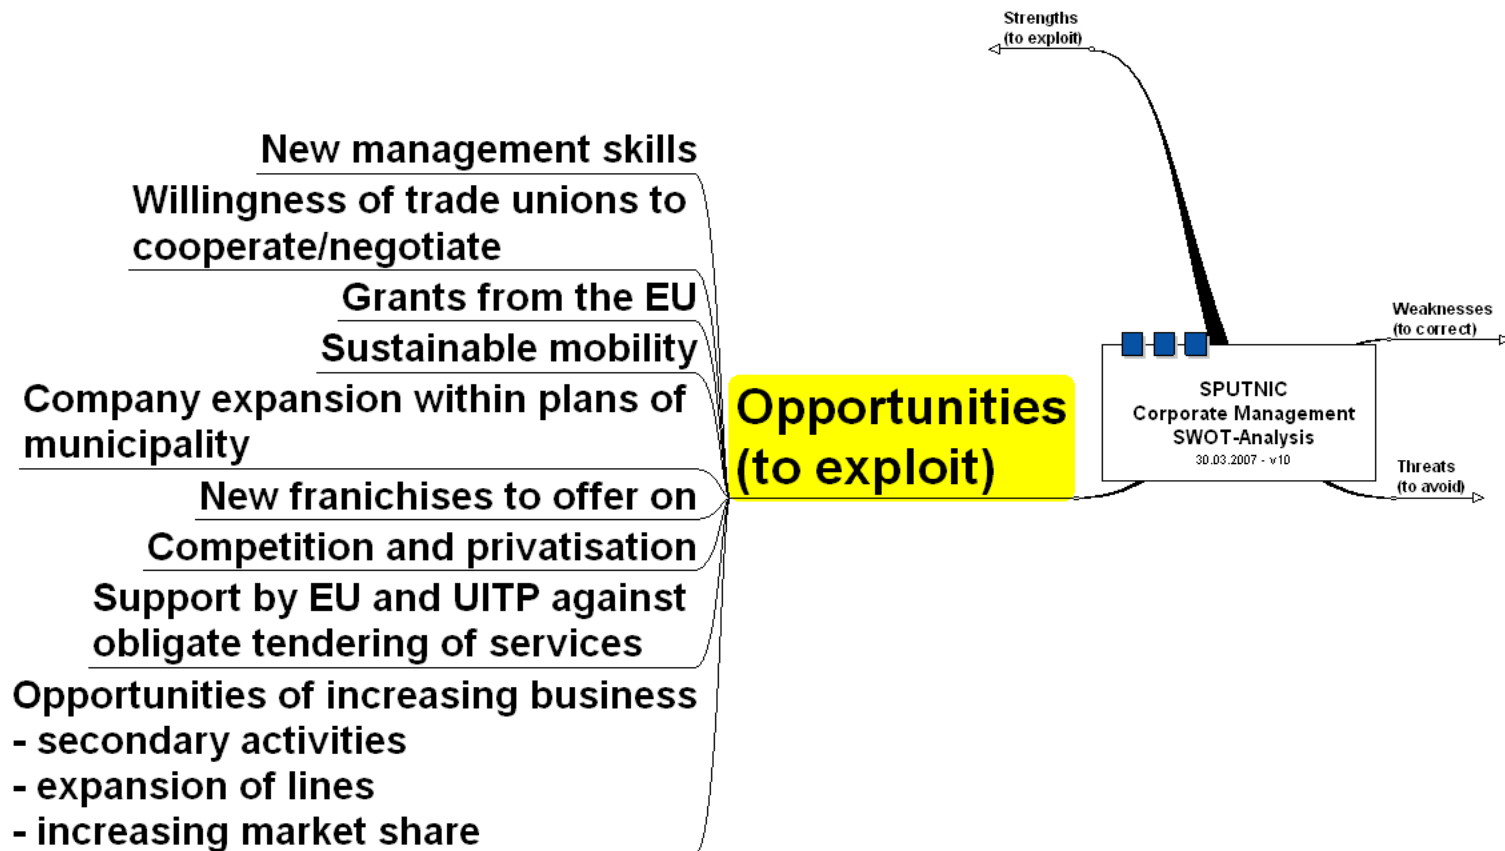 Strengths
(to exploit)
New management skills
Willingness of trade unions to
cooperate/negotiate
Grants from the EU
Sustainable mobility
Company expansion within plans of
municipality
New franichises to offer on
Competition and privatisation
Support by EU and UITP against
obligate tendering of services
Opportunities of increasing business
- secondary activities
- expansion of lines
- increasing market share
Opportunities
(to exploit)
SPUTNIC
Corporate Management
SWOT-Analysis
30.03.2007 - v10
Weaknesses
(to correct)
Threats
(to avoid)